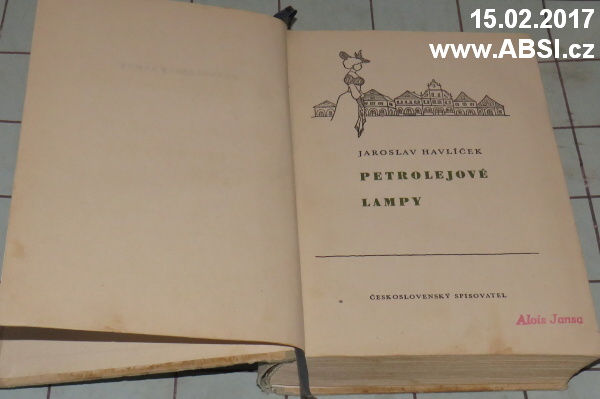 15.02.2017
www.ABSI.cz
JAROSLAV HAVLÍČEK
PETROLEJOVÉ
LAMPY
ČESKOSLOVENSKÝ SPISOVATEL
Alois Jansa